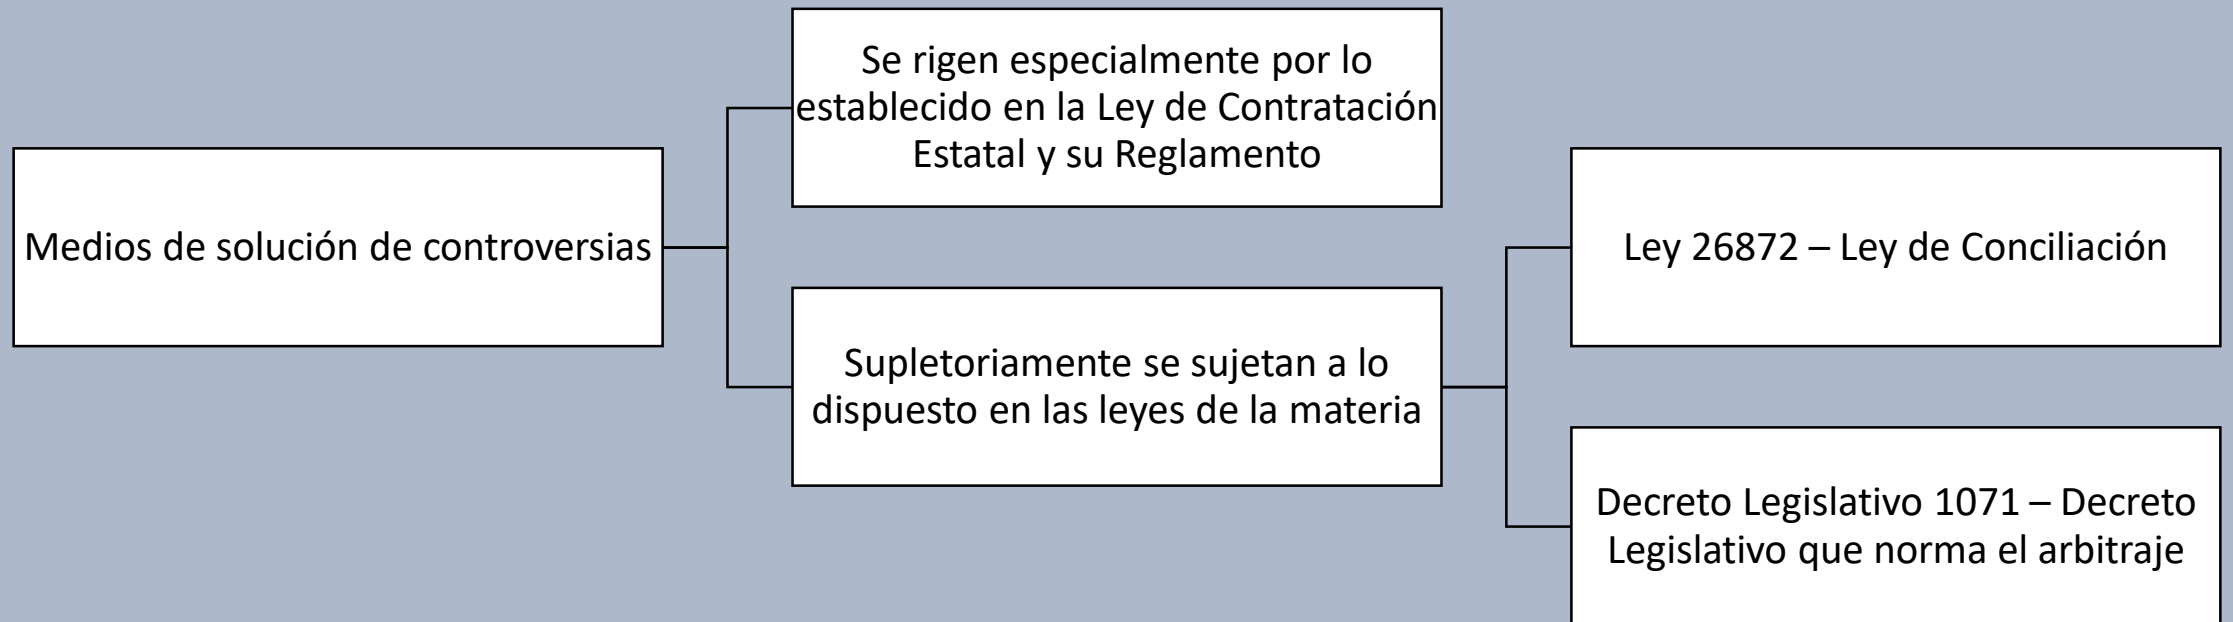 Medios de solución de controversias
Se rigen especialmente por lo
establecido en la Ley de Contratación
Estatal y su Reglamento
Supletoriamente se sujetan a lo
dispuesto en las leyes de la materia
Ley 26872 – Ley de Conciliación
Decreto Legislativo 1071 – Decreto
Legislativo que norma el arbitraje